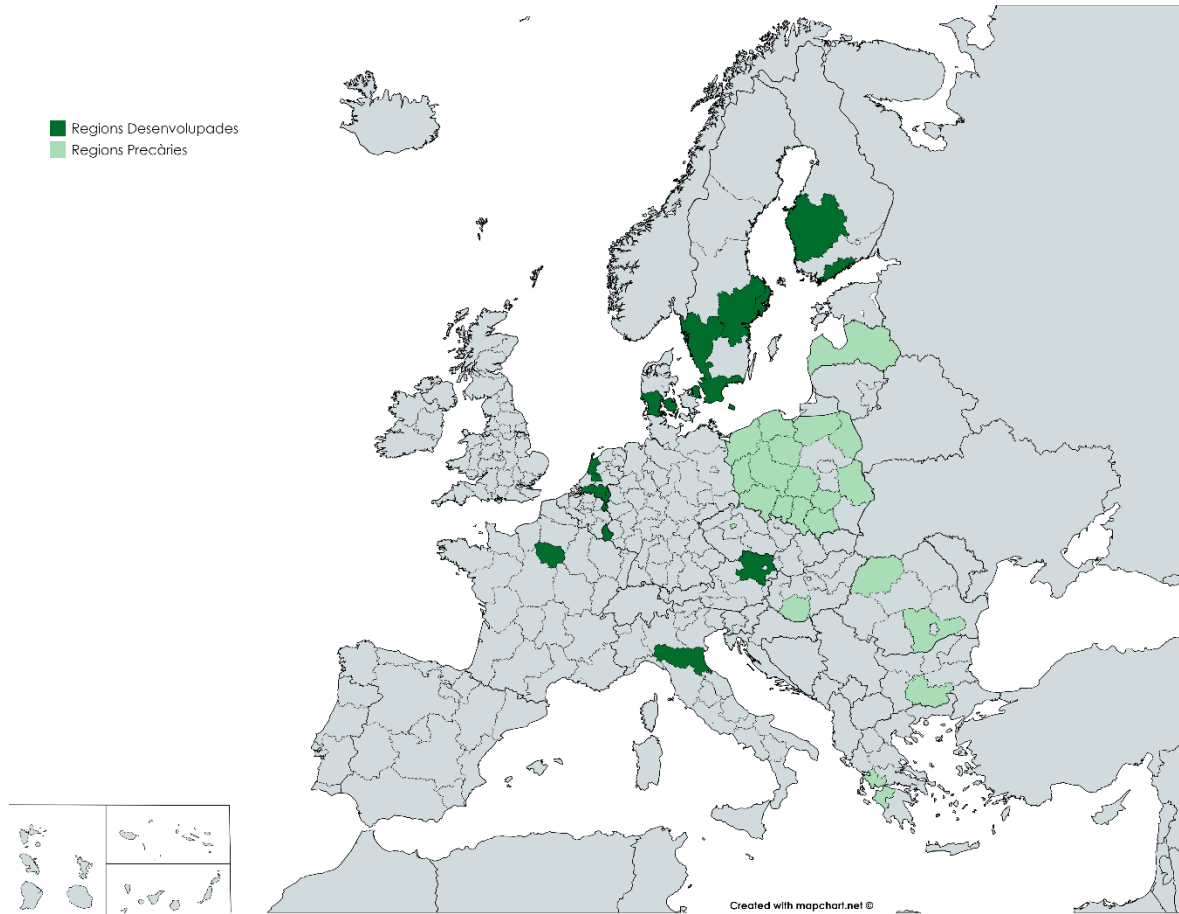 Regions Desenvolupades
Regions Precàries
Created with mapchart.net ©